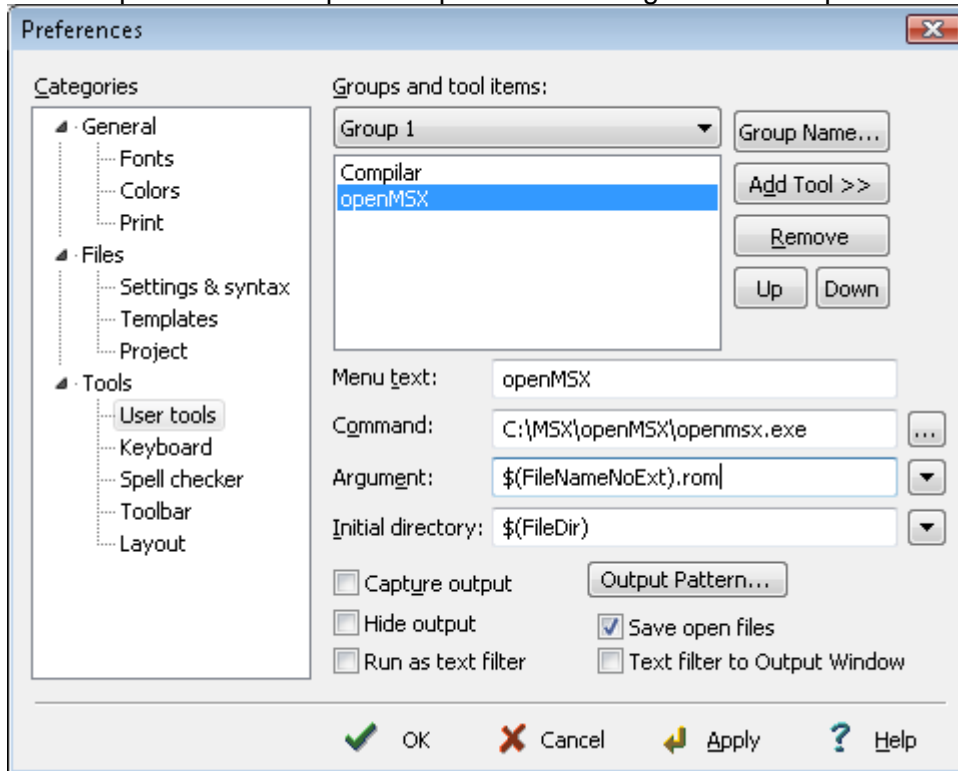 Preferences
Categories
General
Fonts
Colors
Print
Files
Settings & syntax
Templates
Project
Tools
User tools
Keyboard
Spell checker
Toolbar
Layout
Groups and tool items:
Group 1
Group Name...
Compilar
openMSX
Add Tool >>
Remove
Up
Down
Menu text:
openMSX
Command:
C:\MSX\openMSX\openmsx.exe
...
Argument:
$(FileNameNoExt).rom
Initial directory:
$(FileDir)
Capture output
Output Pattern...
Hide output
Save open files
Run as text filter
Text filter to Output Window
OK
Cancel
Apply
Help